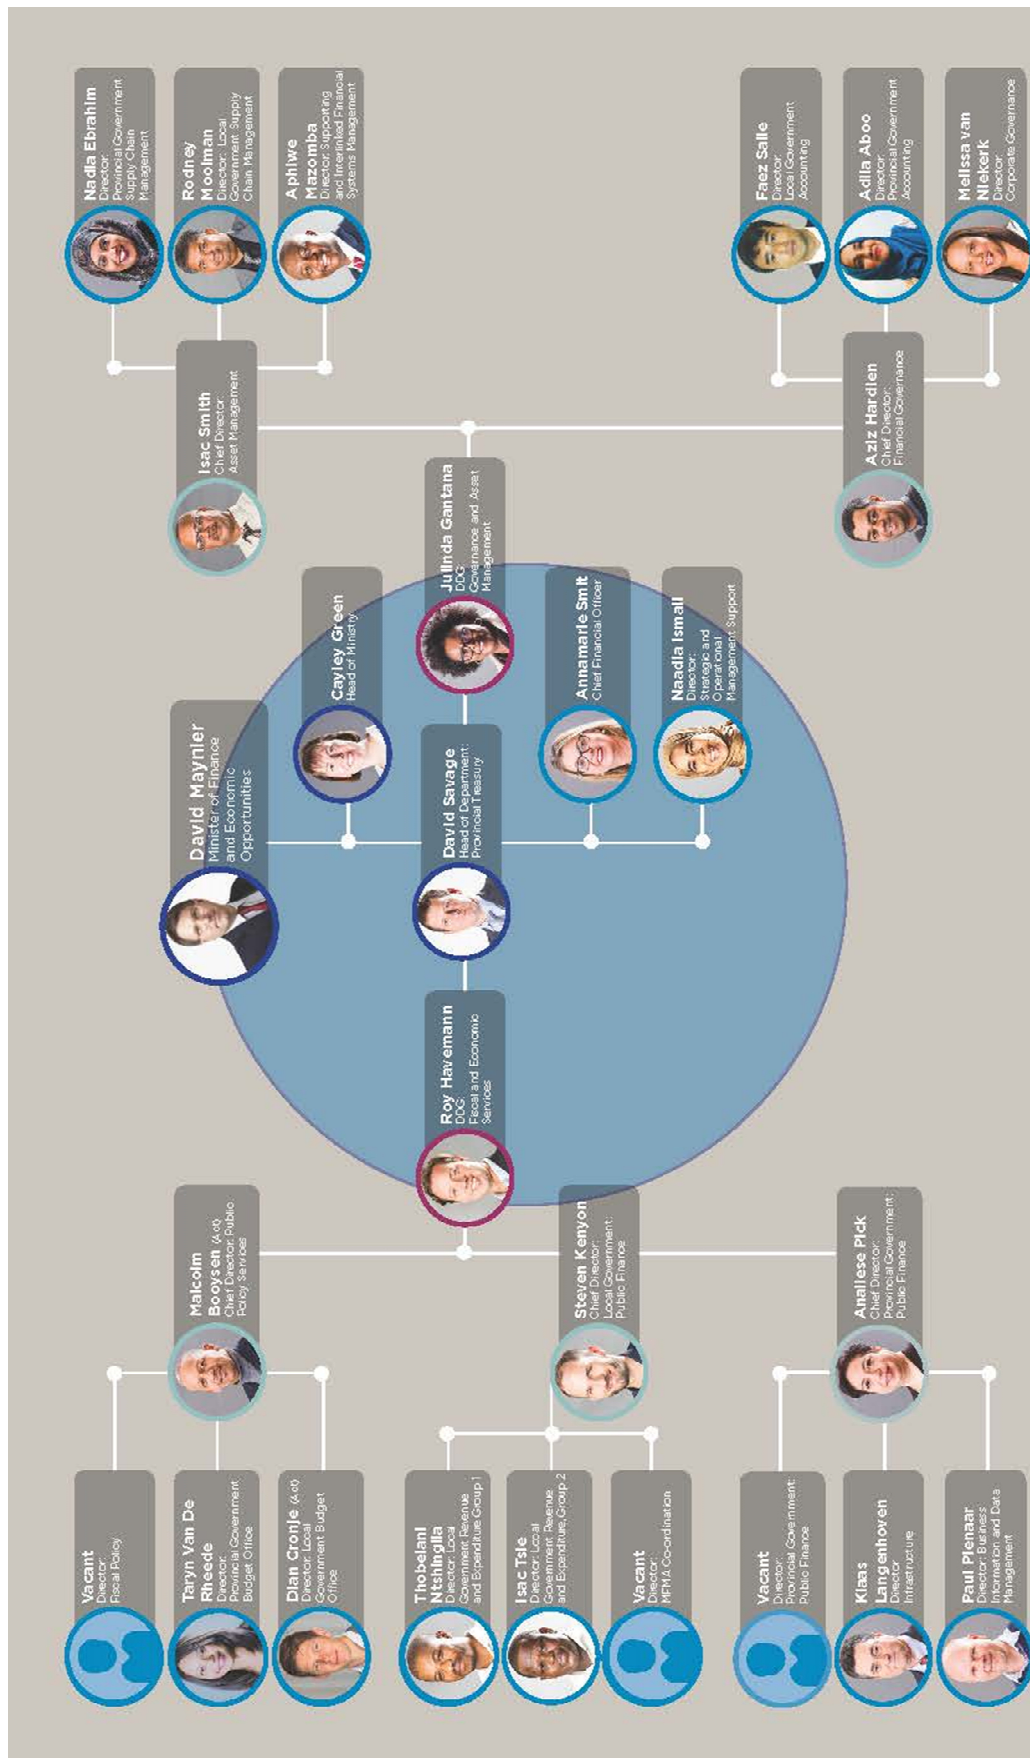 David Maynier
Minister of Finance
and Economic
Opportunities
Cayley Green
Head of Ministry
David Savage
Head of Department:
Provincial Treasury
Annamarie Smit
Chief Financial Officer
Naadia Ismail
Director:
Strategic and
Operational
Management Support
Roy Havemann
DDG:
Fiscal and Economic
Services
Malcolm
Booysen (Act)
Chief Director: Public
Policy Services
Vacant
Director:
Fiscal Policy
Taryn Van De
Rheede
Director:
Provincial Government
Budget Office
Dian Cronje (Act)
Director: Local
Government Budget
Office
Steven Kenyon
Chief Director:
Local Government:
Public Finance
Thobelani
Ntshingila
Director: Local
Government Revenue
and Expenditure Group 1
Isac Tsie
Director: Local
Government Revenue
and Expenditure, Group 2
Vacant
Director:
MFMA Co-ordination
Analiese Pick
Chief Director:
Provincial Government:
Public Finance
Vacant
Director:
Provincial Government:
Public Finance
Klaas
Langenhoven
Director
Infrastructure
Paul Pienaar
Director: Business
Information and Data
Management
Julinda Gantana
DDG:
Governance and Asset
Management
Isac Smith
Chief Director:
Asset Management
Nadia Ebrahim
Director:
Provincial Government
Supply Chain
Management
Rodney
Moolman
Director: Local
Government Supply
Chain Management
Aphiwe
Mazomba
Director: Supporting
and Interlinked Financial
Systems Management
Aziz Hardien
Chief Director:
Financial Governance
Faez Salie
Director:
Local Government
Accounting
Adila Aboo
Director:
Provincial Government
Accounting
Melissa van
Niekerk
Director:
Corporate Governance